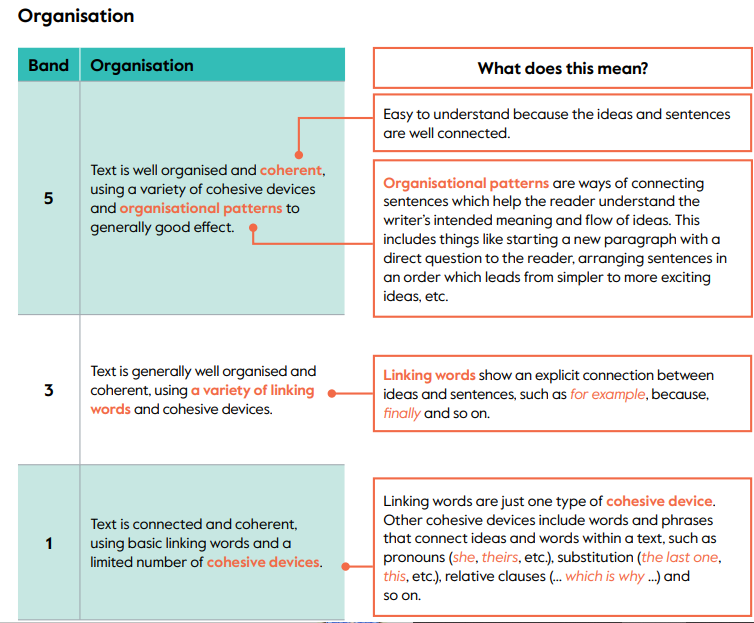 Organisation
Band Organisation
What does this mean?
5
Text is well organised and coherent,
using a variety of cohesive devices
and organisational patterns to
generally good effect.
Easy to understand because the ideas and sentences
are well connected.
Organisational patterns are ways of connecting
sentences which help the reader understand the
writer's intended meaning and flow of ideas. This
includes things like starting a new paragraph with a
direct question to the reader, arranging sentences in
an order which leads from simpler to more exciting
ideas, etc.
3
Text is generally well organised and
coherent, using a variety of linking
words and cohesive devices.
Linking words show an explicit connection between
ideas and sentences, such as for example, because,
finally and so on.
1
Text is connected and coherent,
using basic linking words and a
limited number of cohesive devices.
Linking words are just one type of cohesive device.
Other cohesive devices include words and phrases
that connect ideas and words within a text, such as
pronouns (she, theirs, etc.), substitution (the last one,
this, etc.), relative clauses (... which is why ...) and
so on.